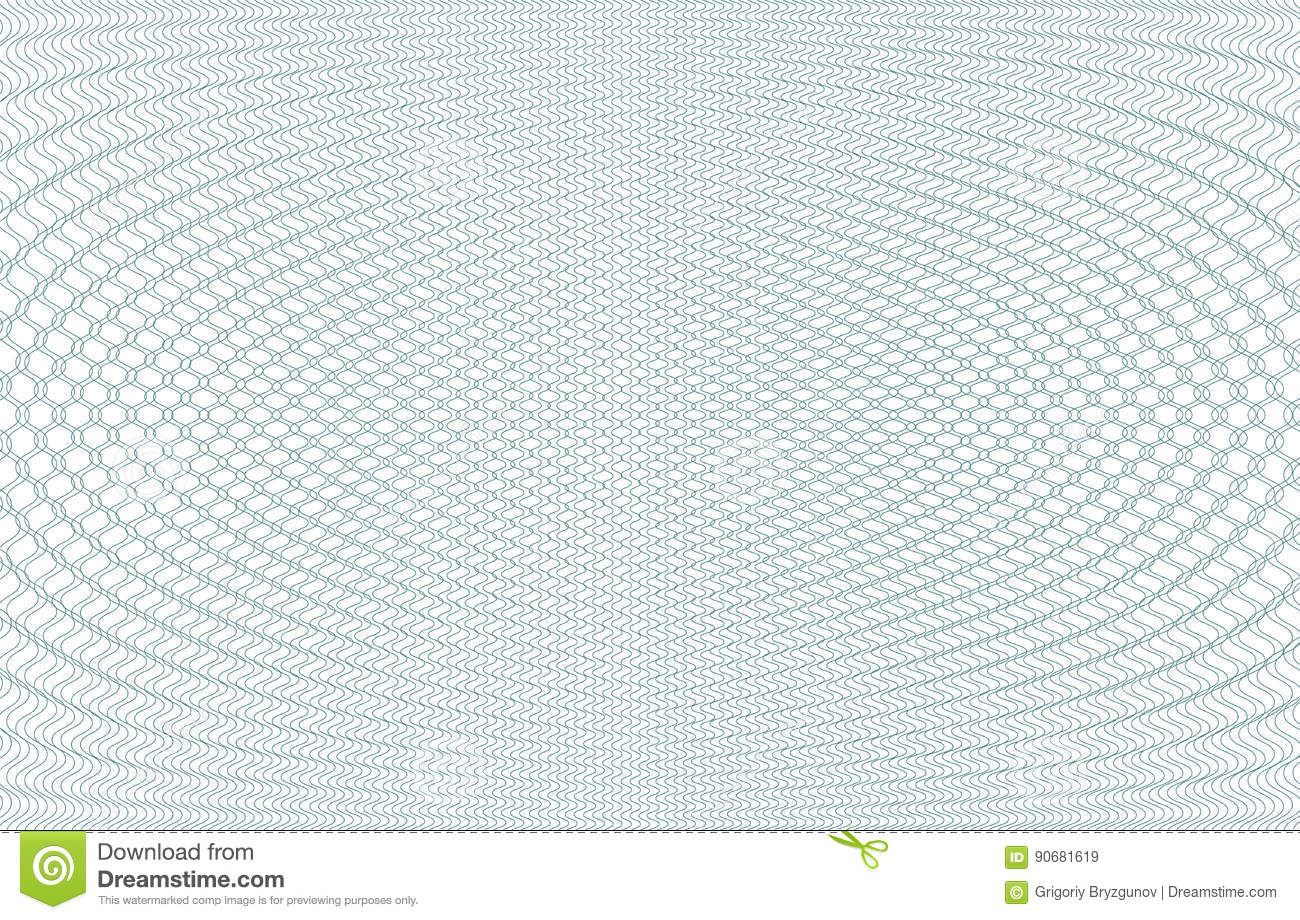 Download from
Dreamstime.com
This watermarked comp image is for previewing purposes only.
ID 90681619
© Grigoriy Bryzgunov | Dreamstime.com